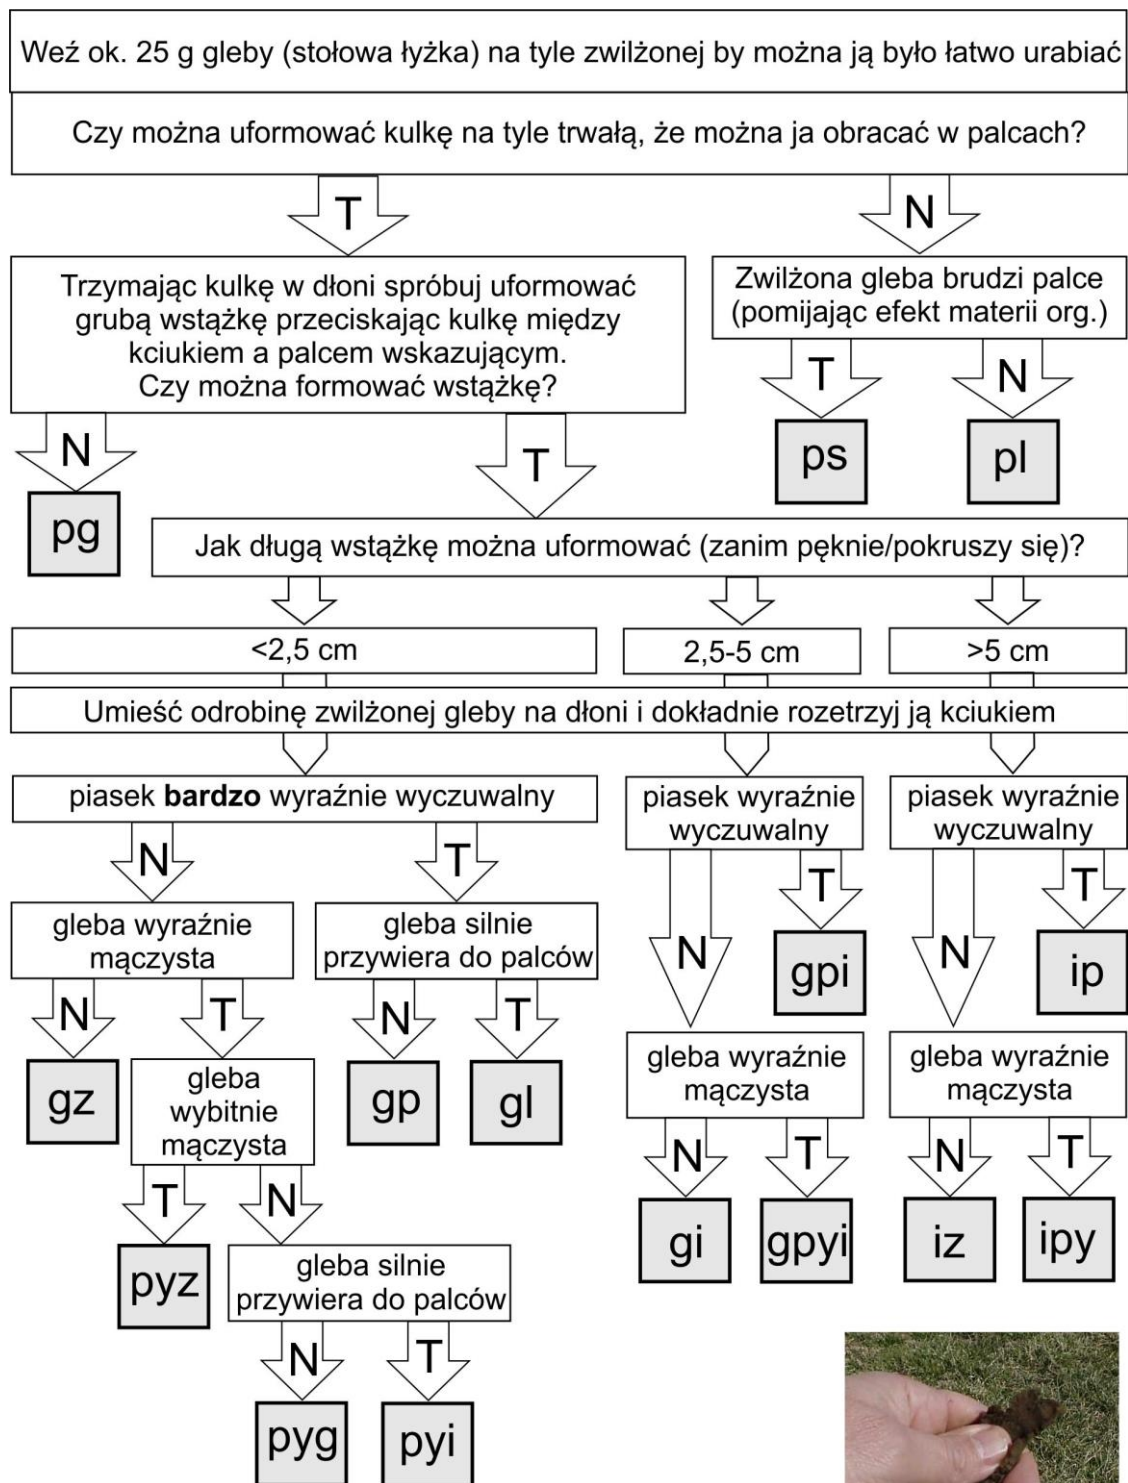 Weź ok. 25 g gleby (stołowa łyżka) na tyle zwilżonej by można ją było łatwo urabiać
Czy można uformować kulkę na tyle trwałą, że można ja obracać w palcach?
T
N
Trzymając kulkę w dłoni spróbuj uformować
grubą wstążkę przeciskając kulkę między
kciukiem a palcem wskazującym.
Czy można formować wstążkę?
Zwilżona gleba brudzi palce
(pomijając efekt materii org.)
T
N
ps
pl
N
T
pg
Jak długą wstążkę można uformować (zanim pęknie/pokruszy się)?
<2,5 cm
2,5-5 cm
>5 cm
Umieść odrobinę zwilżonej gleby na dłoni i dokładnie rozetrzyj ją kciukiem
piasek bardzo wyraźnie wyczuwalny
piasek wyraźnie
wyczuwalny
piasek wyraźnie
wyczuwalny
N
T
N
T
N
T
gleba wyraźnie
mączysta
gleba silnie
przywiera do palców
gpi
ip
N
T
N
T
gz
gleba
wybitnie
mączysta
gp
gl
gleba wyraźnie
mączysta
gleba wyraźnie
mączysta
T
N
N
T
N
T
pyz
gleba silnie
przywiera do palców
gi
gpyi
iz
ipy
N
T
pyg
pyi